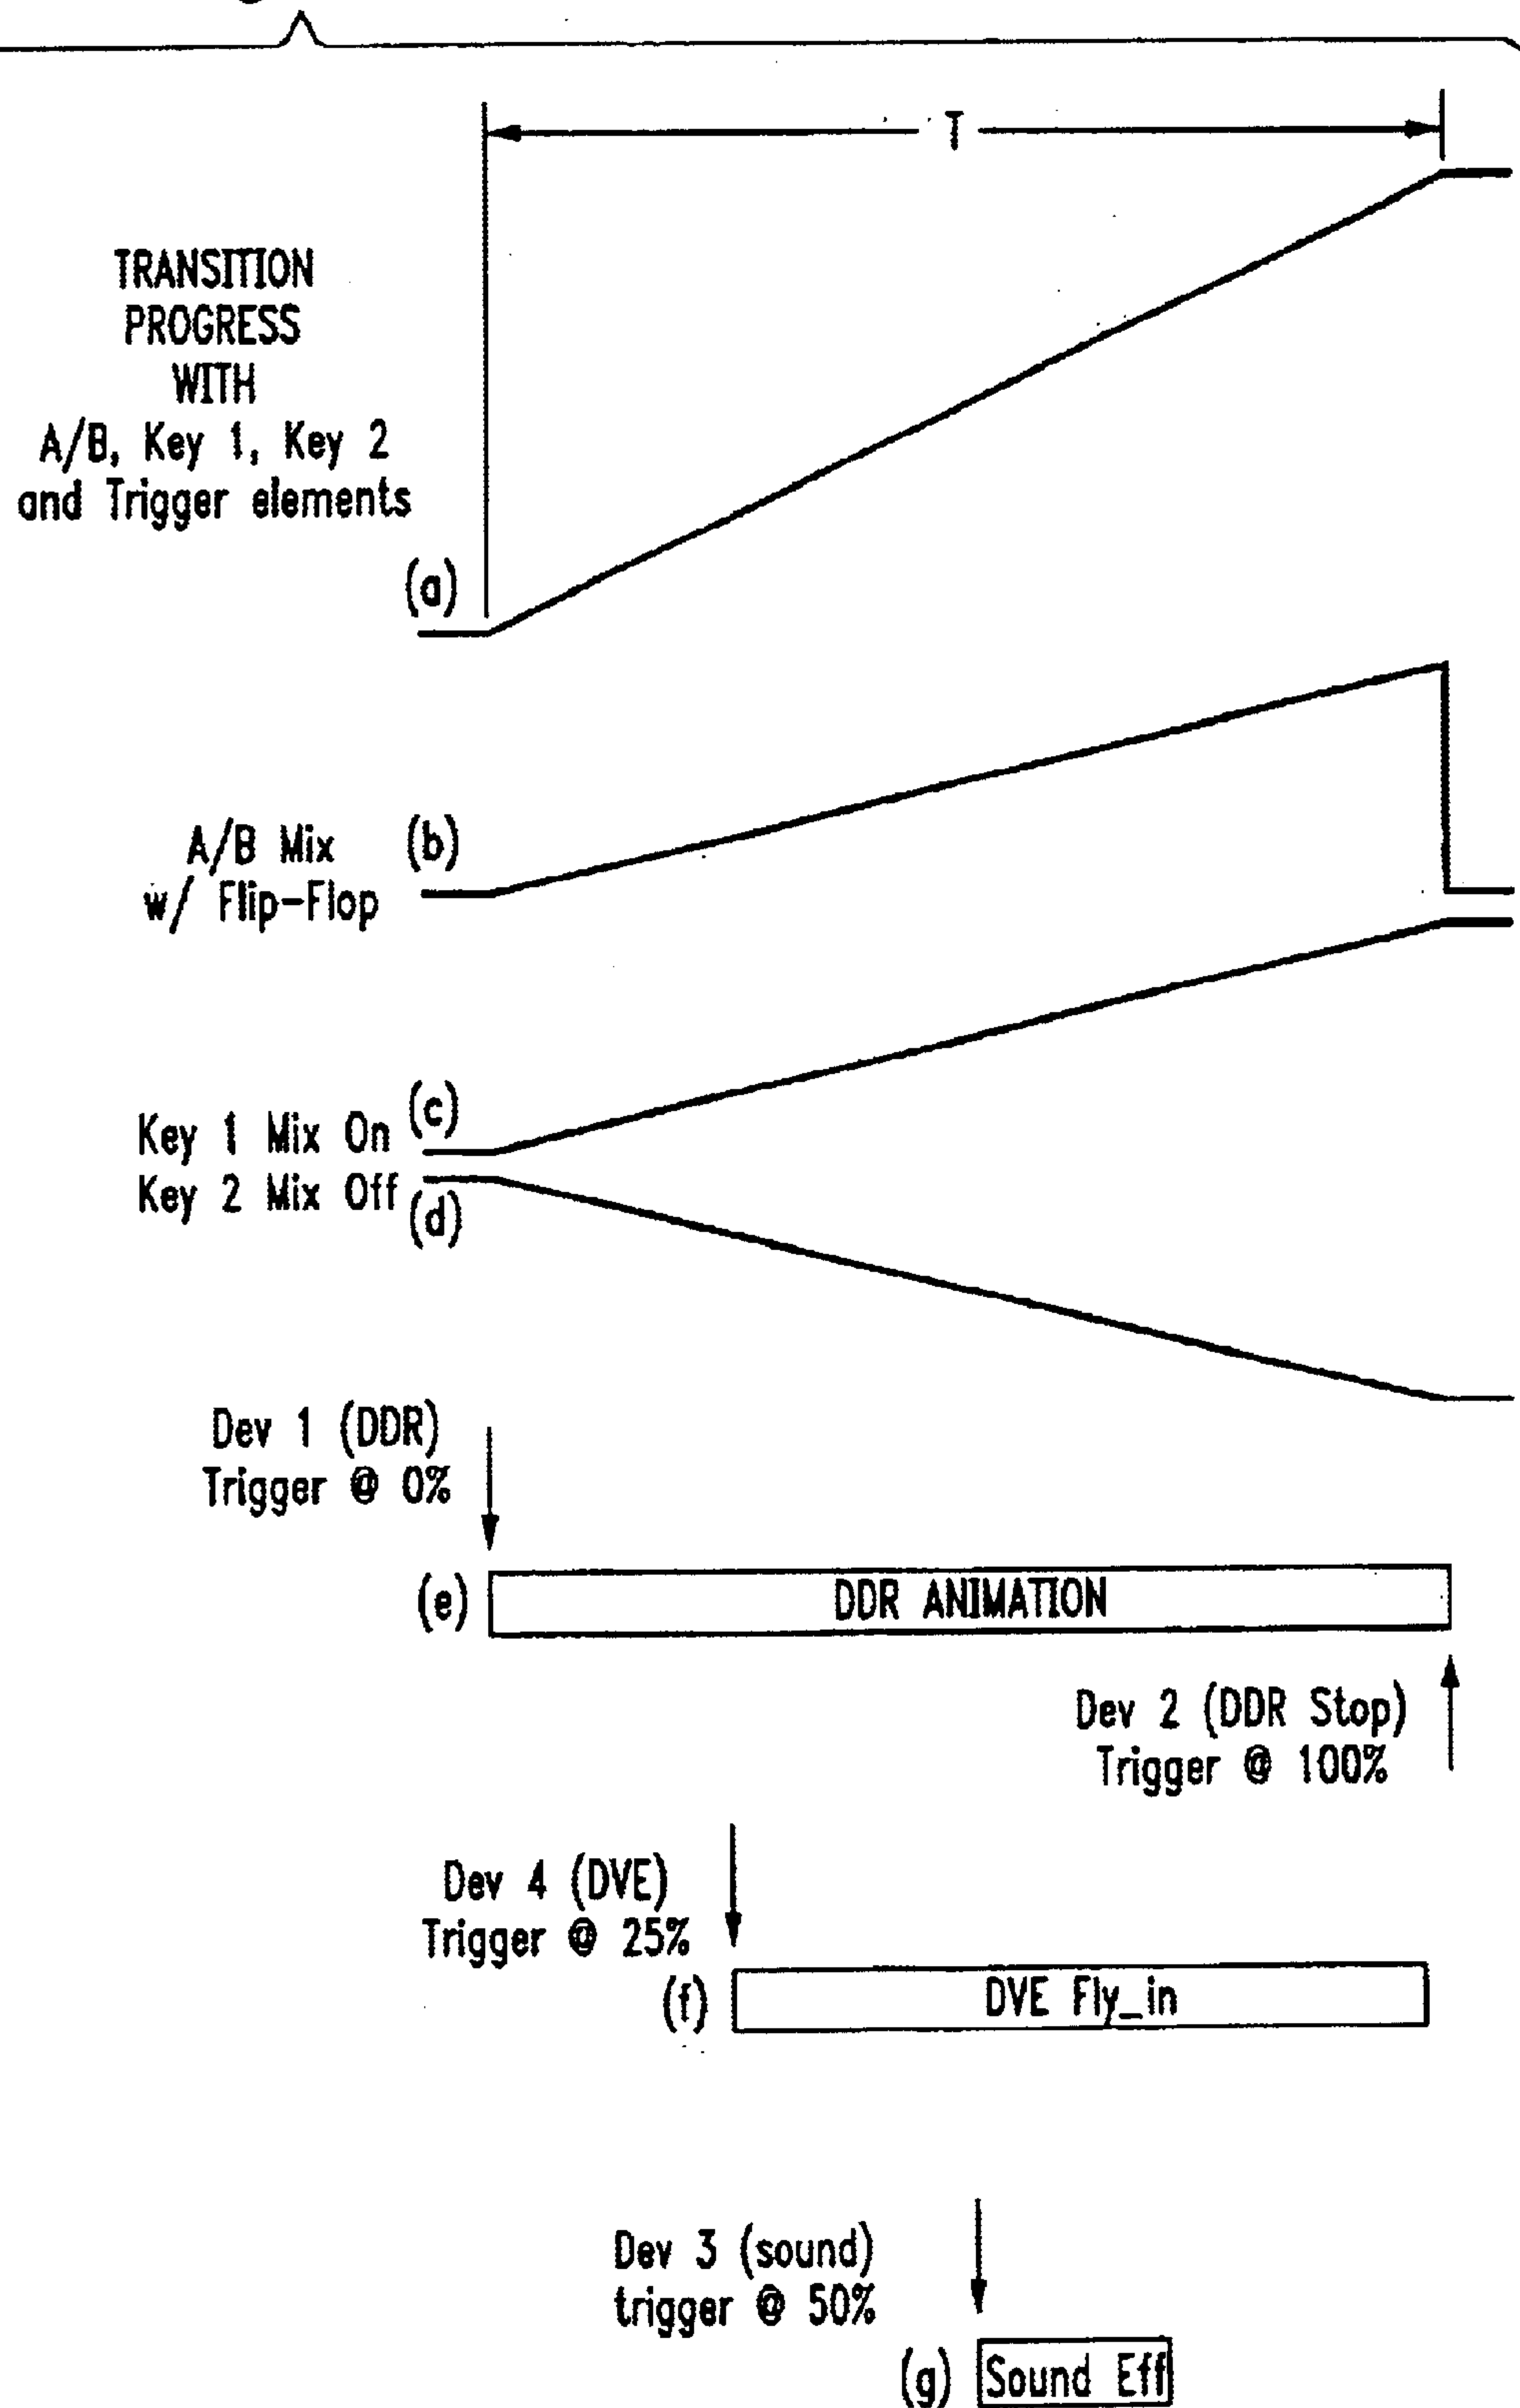 T
TRANSITION
PROGRESS
WITH
A/B, Key 1, Key 2
and Trigger elements
(a)
A/B Mix
w/ Flip-Flop
(b)
Key 1 Mix On
(c)
Key 2 Mix Off
(d)
Dev 1 (DDR)
Trigger @ 0%
(e)
DDR ANIMATION
Dev 2 (DDR Stop)
Trigger @ 100%
Dev 4 (DVE)
Trigger @ 25%
(f)
DVE Fly_in
Dev 3 (sound)
trigger @ 50%
(g)
Sound Eff